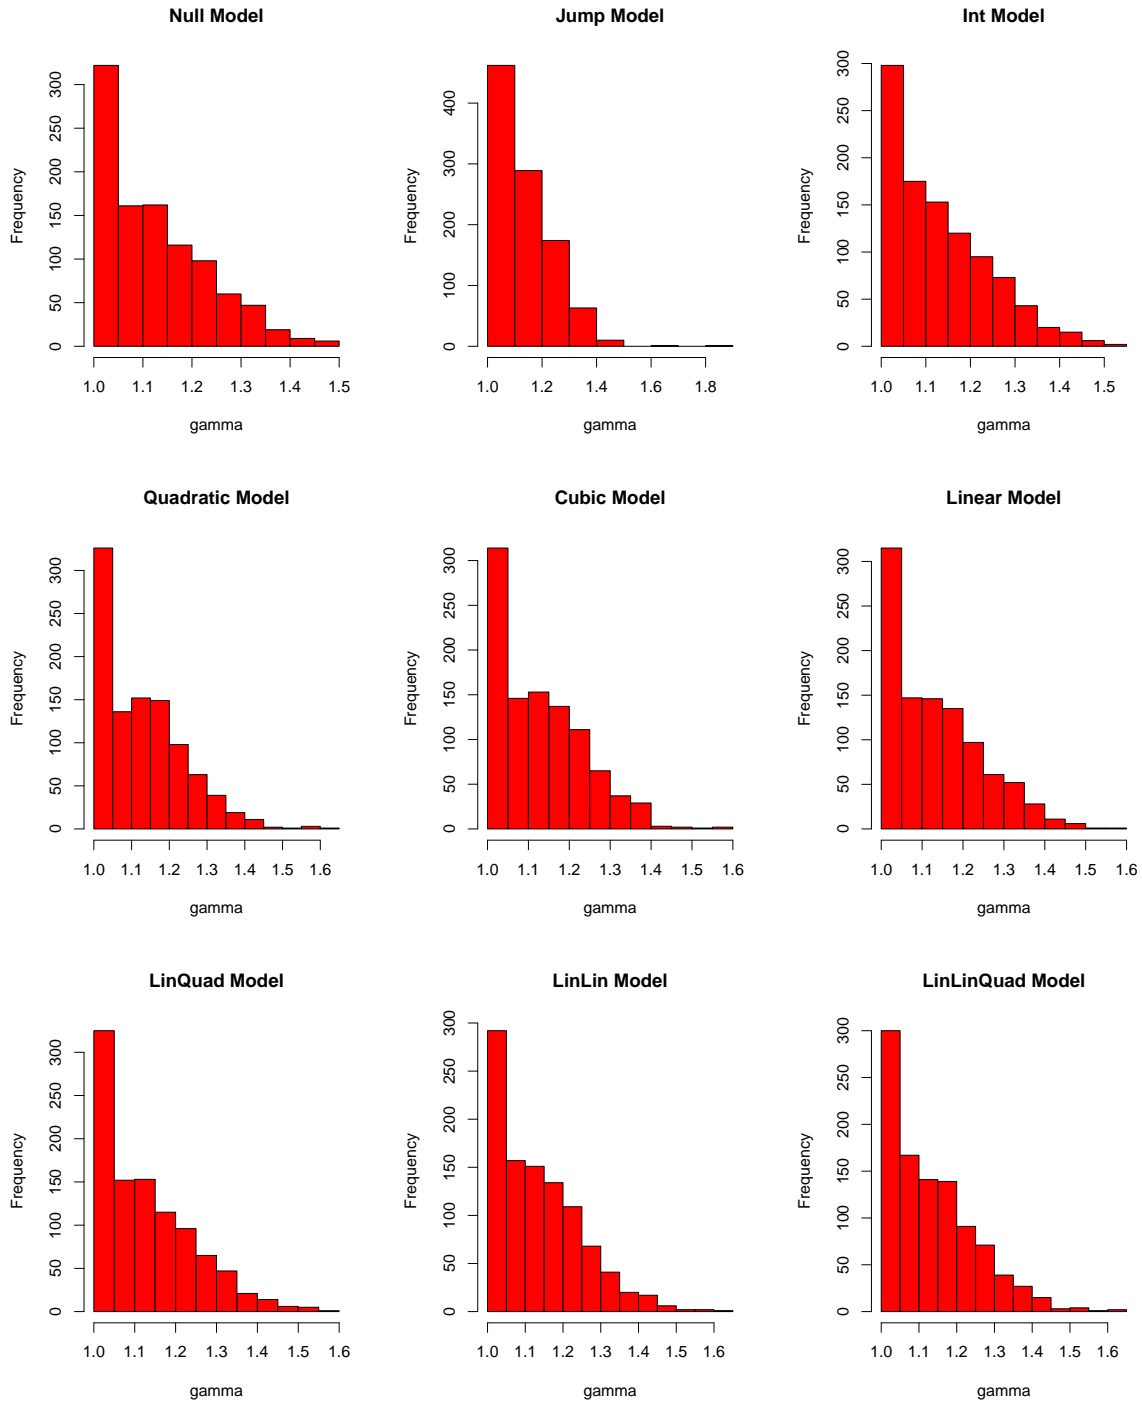 Null Model
Frequency
0 50 100 150 200 250 300
1.0 1.1 1.2 1.3 1.4 1.5
gamma
Jump Model
Frequency
0 100 200 300 400
1.0 1.2 1.4 1.6 1.8
gamma
Int Model
Frequency
0 50 100 150 200 250 300
1.0 1.1 1.2 1.3 1.4 1.5
gamma
Quadratic Model
Frequency
0 50 100 150 200 250 300
1.0 1.1 1.2 1.3 1.4 1.5 1.6
gamma
Cubic Model
Frequency
0 50 100 150 200 250 300
1.0 1.1 1.2 1.3 1.4 1.5 1.6
gamma
Linear Model
Frequency
0 50 100 150 200 250 300
1.0 1.1 1.2 1.3 1.4 1.5 1.6
gamma
LinQuad Model
Frequency
0 50 100 150 200 250 300
1.0 1.1 1.2 1.3 1.4 1.5 1.6
gamma
LinLin Model
Frequency
0 50 100 150 200 250 300
1.0 1.1 1.2 1.3 1.4 1.5 1.6
gamma
LinLinQuad Model
Frequency
0 50 100 150 200 250 300
1.0 1.1 1.2 1.3 1.4 1.5 1.6
gamma